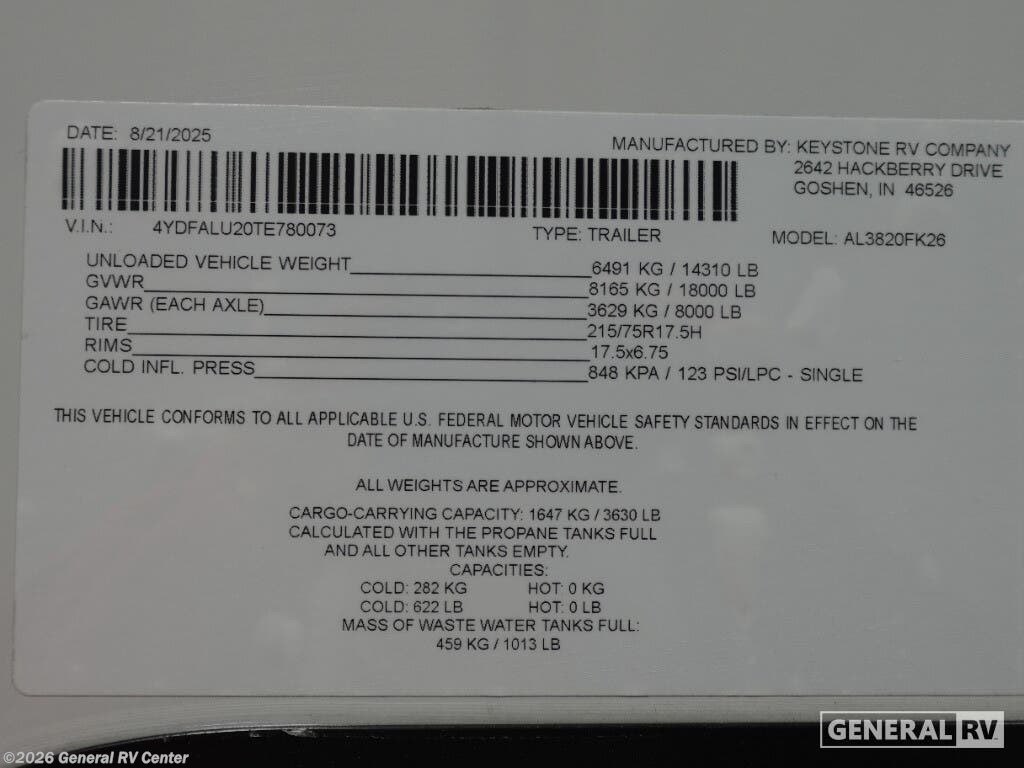 DATE: 8/21/2025
MANUFACTURED BY: KEYSTONE RV COMPANY
2642 HACKBERRY DRIVE
GOSHEN, IN 46526
V.I.N.: 4YDFALU20TE780073 TYPE: TRAILER MODEL: AL3820FK26
UNLOADED VEHICLE WEIGHT 6491 KG / 14310 LB
GVWR 8165 KG / 18000 LB
GAWR (EACH AXLE) 3629 KG / 8000 LB
TIRE 215/75R17.5H
RIMS 17.5x6.75
COLD INFL. PRESS 848 KPA / 123 PSI/LPC - SINGLE
THIS VEHICLE CONFORMS TO ALL APPLICABLE U.S. FEDERAL MOTOR VEHICLE SAFETY STANDARDS IN EFFECT ON THE
DATE OF MANUFACTURE SHOWN ABOVE.
ALL WEIGHTS ARE APPROXIMATE.
CARGO-CARRYING CAPACITY: 1647 KG / 3630 LB
CALCULATED WITH THE PROPANE TANKS FULL
AND ALL OTHER TANKS EMPTY.
CAPACITIES:
COLD: 282 KG HOT: 0 KG
COLD: 622 LB HOT: 0 LB
MASS OF WASTE WATER TANKS FULL:
459 KG / 1013 LB
GENERAL RV
©2026 General RV Center